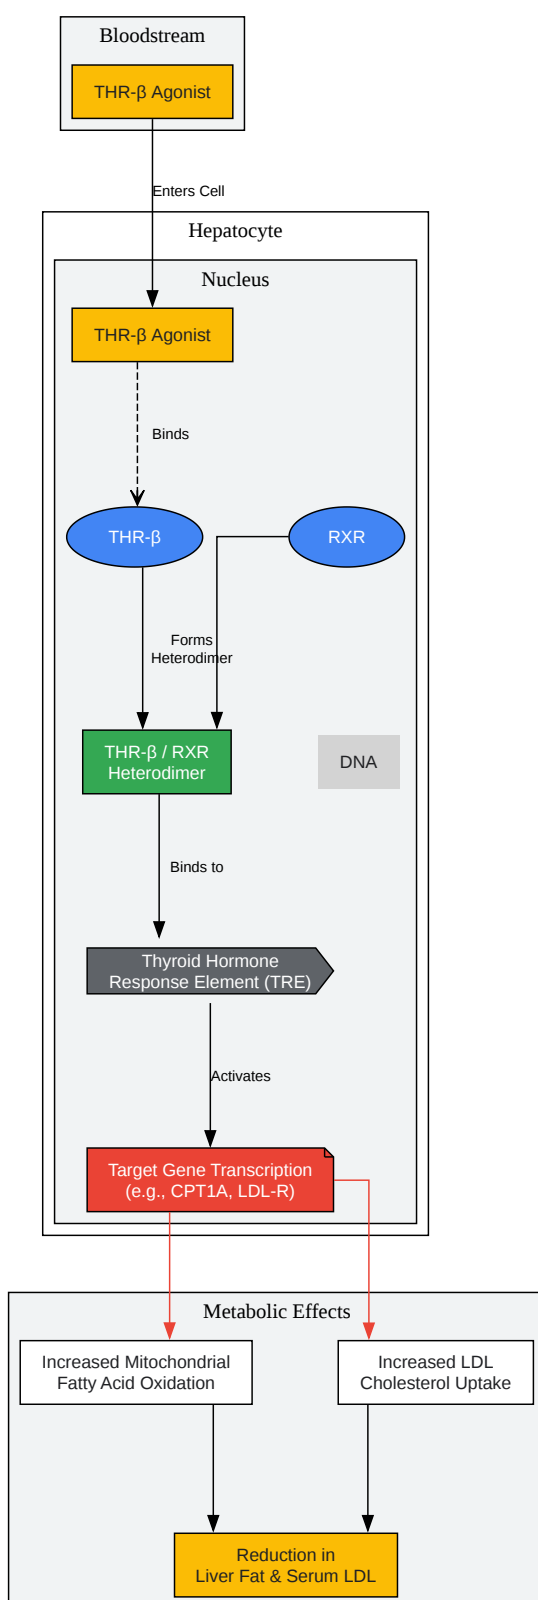 Bloodstream
THR-β Agonist
Enters Cell
Hepatocyte
Nucleus
THR-β Agonist
Binds
THR-β
RXR
Forms
Heterodimer
THR-β / RXR
Heterodimer
DNA
Binds to
Thyroid Hormone
Response Element (TRE)
Activates
Target Gene Transcription
(e.g., CPT1A, LDL-R)
Metabolic Effects
Increased Mitochondrial
Fatty Acid Oxidation
Increased LDL
Cholesterol Uptake
Reduction in
Liver Fat & Serum LDL